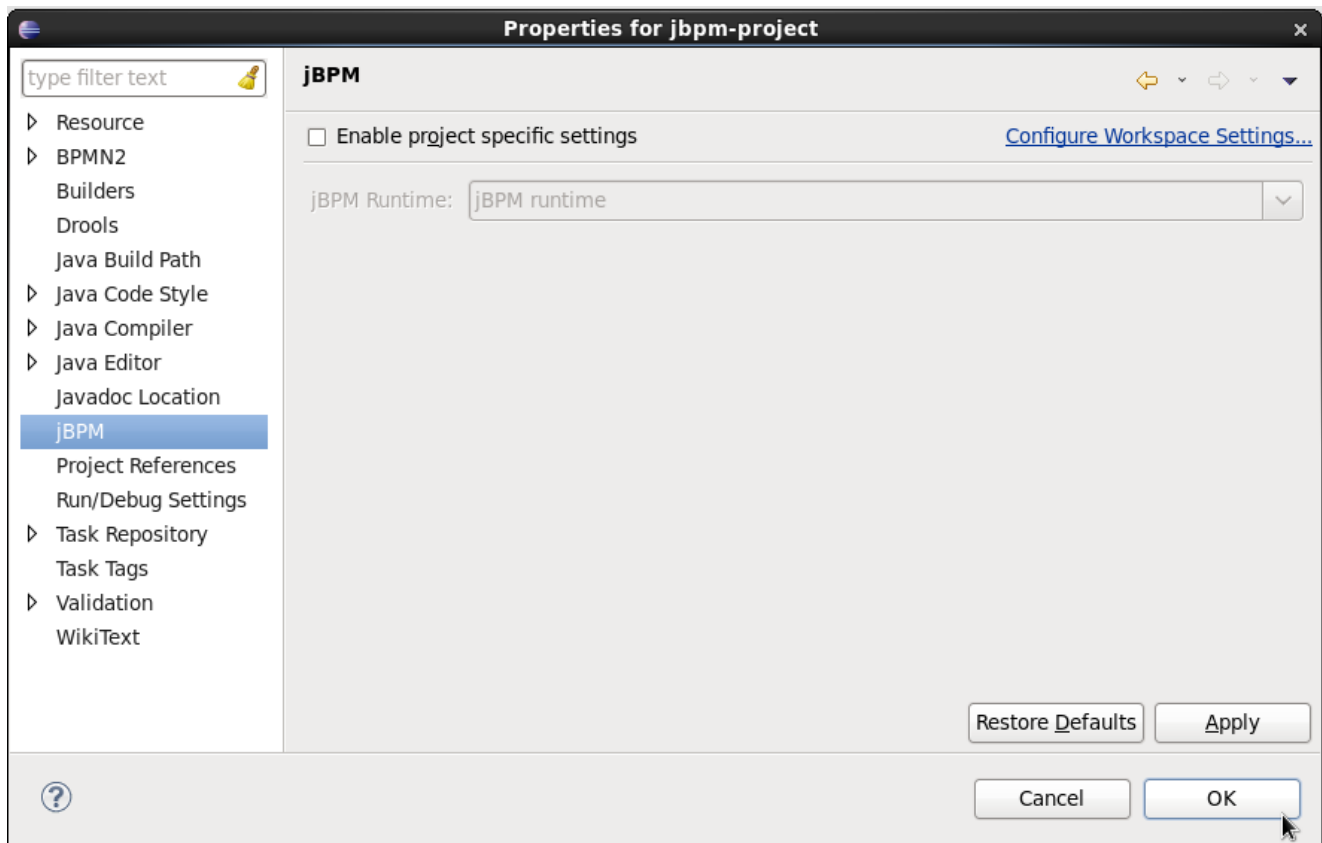 Properties for jbpm-project
type filter text
Resource
BPMN2
Builders
Drools
Java Build Path
Java Code Style
Java Compiler
Java Editor
Javadoc Location
jBPM
Project References
Run/Debug Settings
Task Repository
Task Tags
Validation
WikiText
jBPM
Enable project specific settings
Configure Workspace Settings...
jBPM Runtime: jBPM runtime
Restore Defaults Apply
Cancel OK